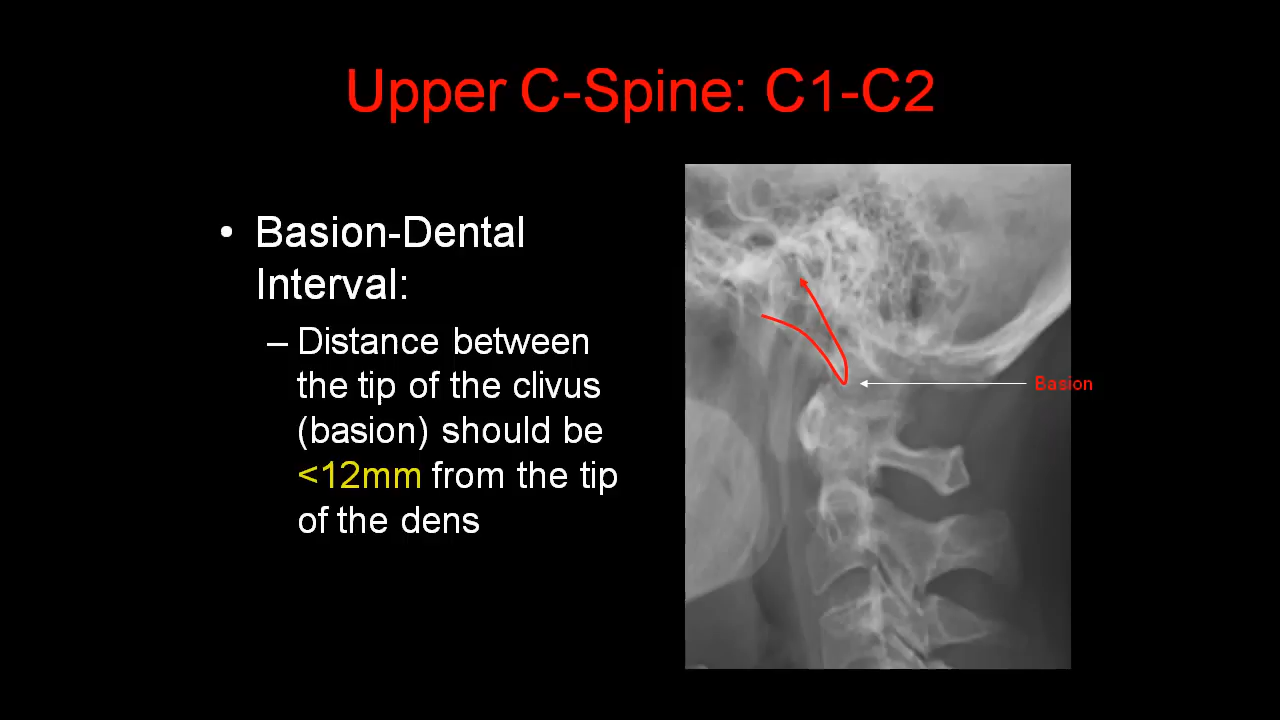 Upper C-Spine: C1-C2
• Basion-Dental
Interval:
– Distance between
the tip of the clivus
(basion) should be
<12mm from the tip
of the dens
Basion